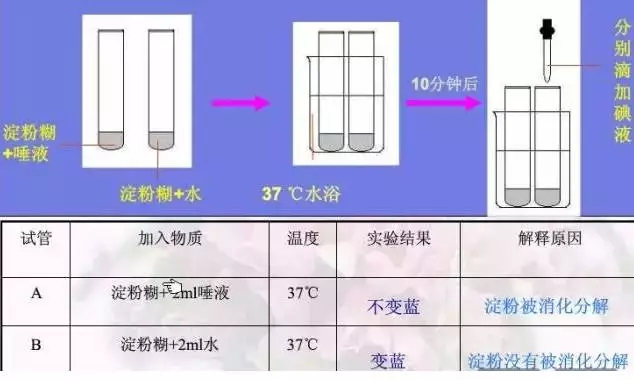 淀粉糊
+唾液
淀粉糊+水
37 ℃水浴
10分钟后
分别滴加碘液
试管 加入物质 温度 实验结果 解释原因
A 淀粉糊+2ml唾液 37℃ 不变蓝 淀粉被消化分解
B 淀粉糊+2ml水 37℃ 变蓝 淀粉没有被消化分解